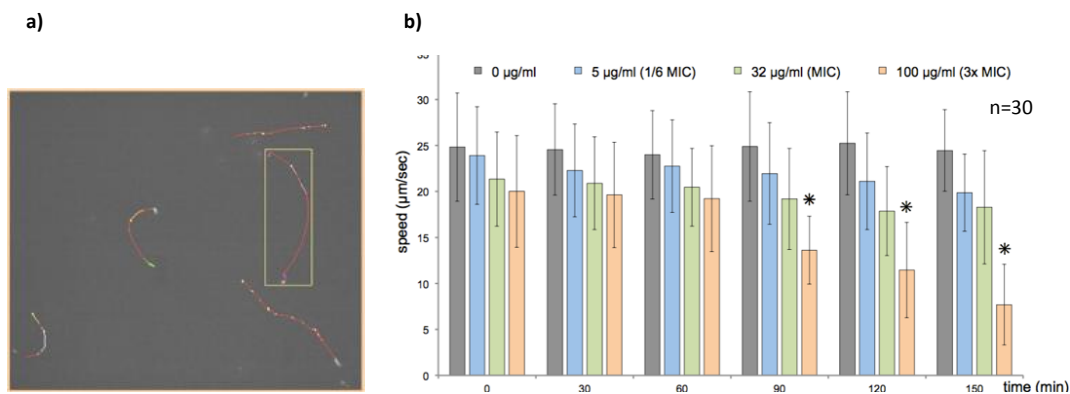 a)
b)
35
0 µg/ml 5 µg/ml (1/6 MIC) 32 µg/ml (MIC) 100 µg/ml (3x MIC)
n=30
30
25
20
15
10
5
0
speed (µm/sec)
* * *
0 30 60 90 120 150 time (min)